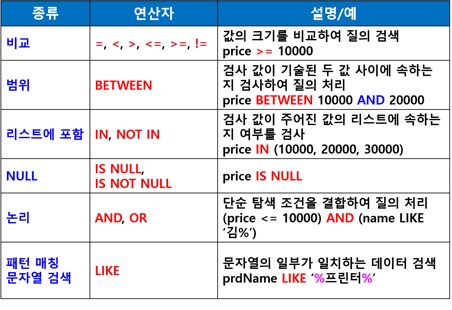 종류 연산자 설명/예
비교 =, <, >, <=, >=, != 값의 크기를 비교하여 질의 검색
price >= 10000
범위 BETWEEN 검사 값이 기술된 두 값 사이에 속하는
지 검사하여 질의 처리
price BETWEEN 10000 AND 20000
리스트에 포함 IN, NOT IN 검사 값이 주어진 값의 리스트에 속하는
지 여부를 검사
price IN (10000, 20000, 30000)
NULL IS NULL,
IS NOT NULL price IS NULL
논리 AND, OR 단순 탐색 조건을 결합하여 질의 처리
(price <= 10000) AND (name LIKE
‘김%’)
패턴 매칭
문자열 검색 LIKE 문자열의 일부가 일치하는 데이터 검색
prdName LIKE ‘%프린터%’